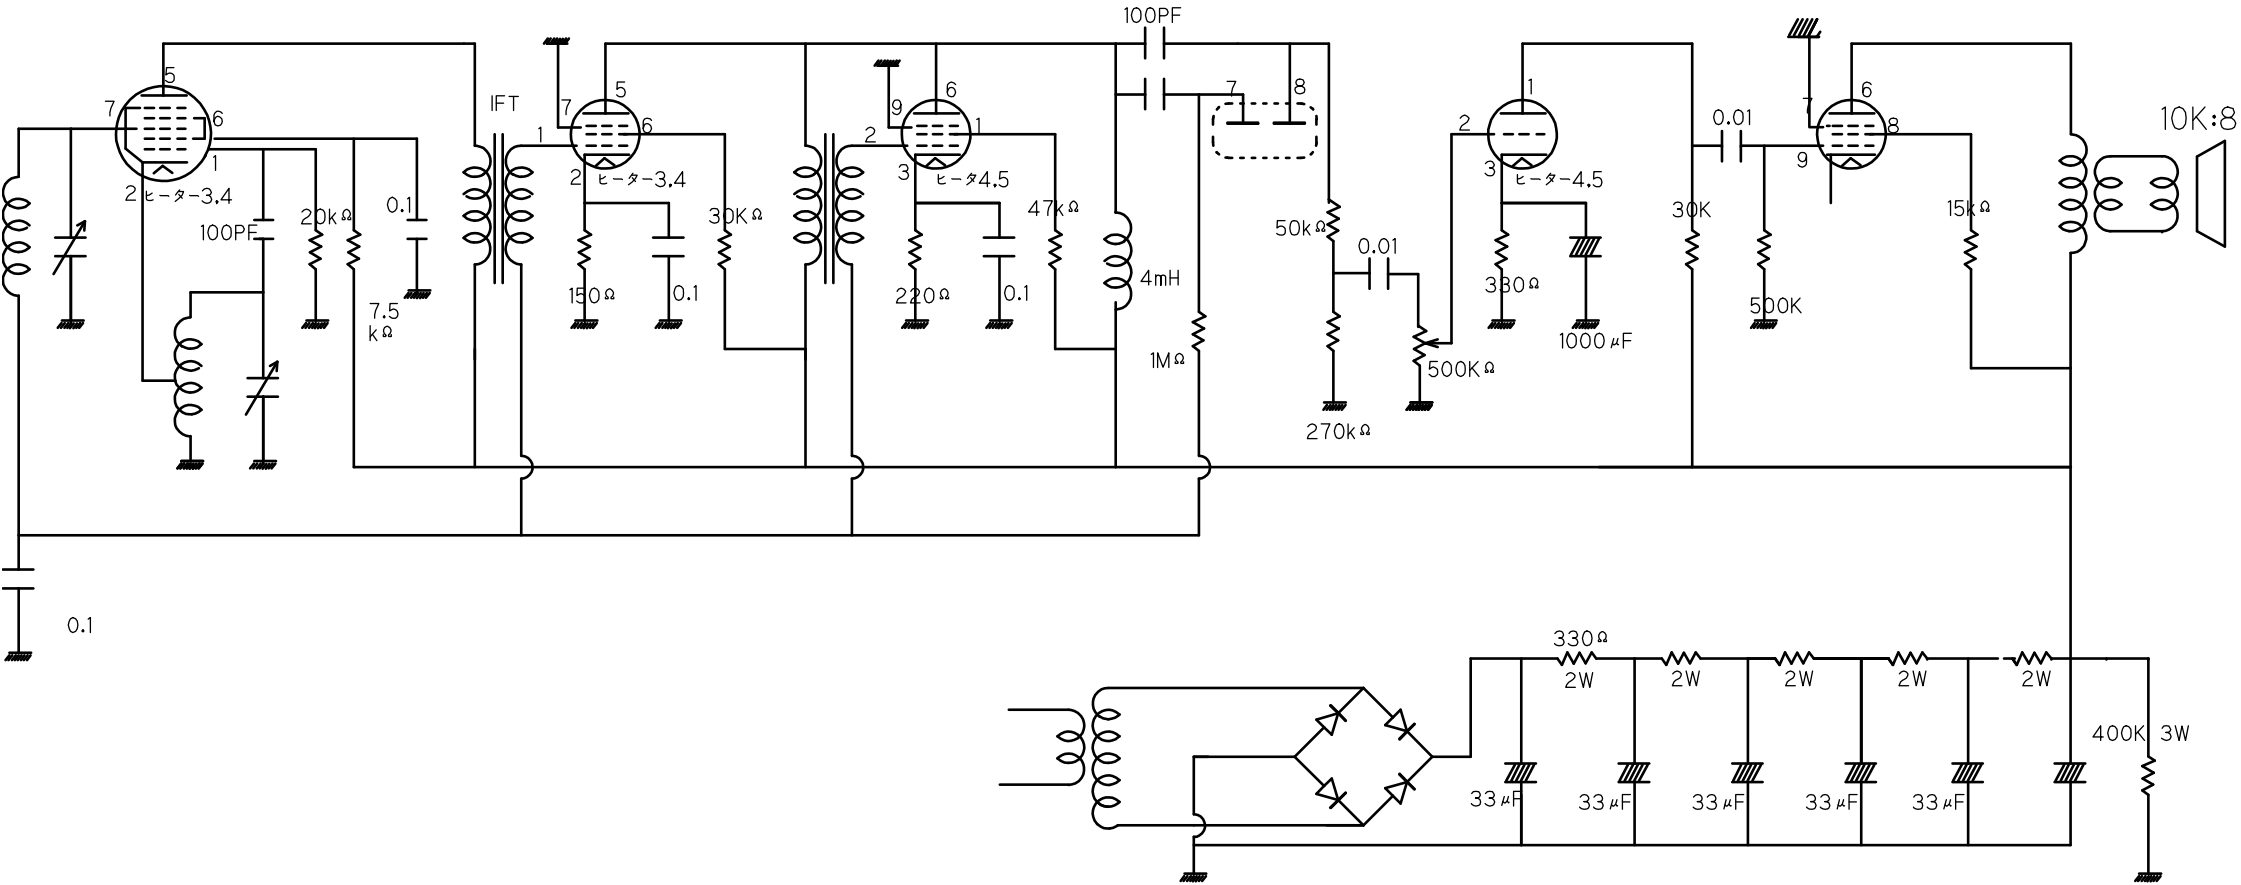 100PF
5
7
6
1
2
ヒーター3.4
100PF
20kΩ
0.1
7.5
kΩ
IFT
5
7
6
1
2
ヒーター3.4
150Ω
0.1
30KΩ
6
9
1
2
3
ヒータ4.5
220Ω
0.1
47kΩ
4mH
1MΩ
7
8
50kΩ
0.01
270kΩ
500KΩ
1
2
3
ヒーター4.5
330Ω
1000μF
30K
0.01
500K
6
7
8
9
15kΩ
10K:8
0.1
330Ω
2W
2W
2W
2W
2W
400K 3W
33μF
33μF
33μF
33μF
33μF